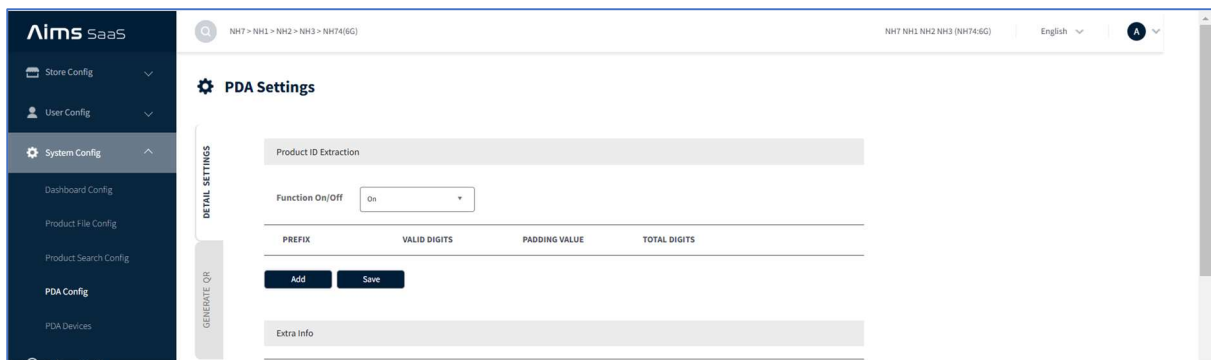 Aims SaaS
NH7 > NH1 > NH2 > NH3 > NH74(6G)
NH7 NH1 NH2 NH3 (NH74:6G)
English
A
Store Config
User Config
System Config
Dashboard Config
Product File Config
Product Search Config
PDA Config
PDA Devices
PDA Settings
DETAIL SETTINGS
GENERATE QR
Product ID Extraction
Function On/Off
On
PREFIX VALID DIGITS PADDING VALUE TOTAL DIGITS
Add Save
Extra Info